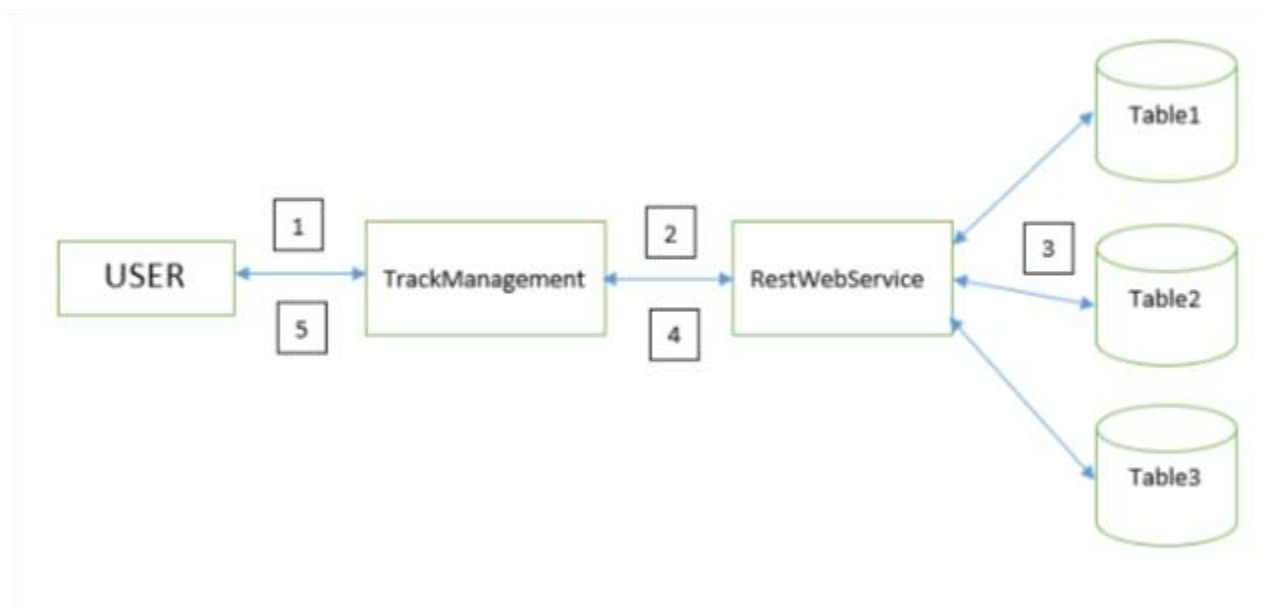 Table1
1
2
3
USER
TrackManagement
RestWebService
Table2
5
4
Table3